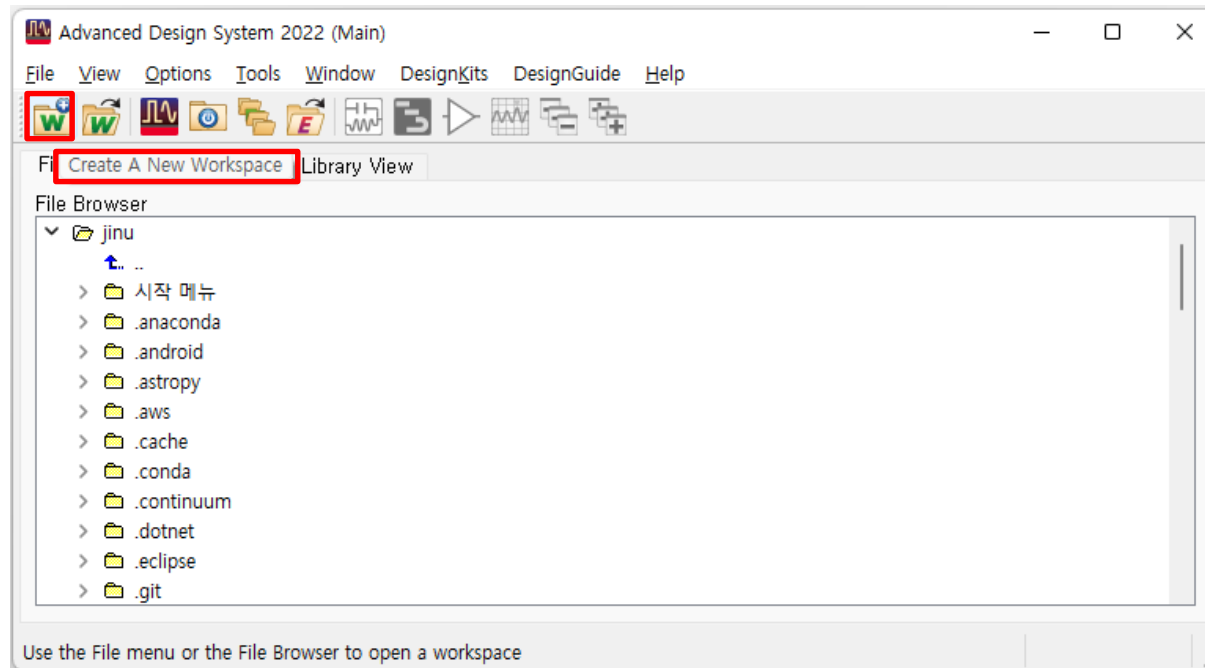 Advanced Design System 2022 (Main)
File View Options Tools Window DesignKits DesignGuide Help
Fi Create A New Workspace Library View
File Browser
jinu
..
시작 메뉴
.anaconda
.android
.astropy
.aws
.cache
.conda
.continuum
.dotnet
.eclipse
.git
Use the File menu or the File Browser to open a workspace